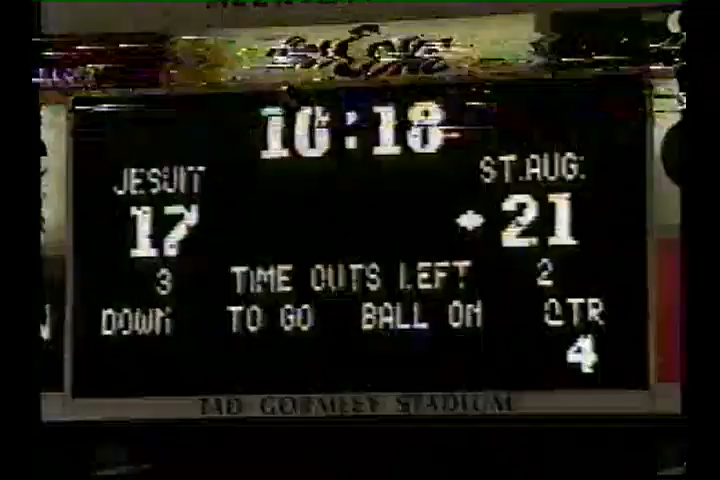 10:18
JESUIT ST.AUG.
17 21
3 TIME OUTS LEFT 2
DOWN TO GO BALL ON QTR
4
TAD GORMLEY STADIUM